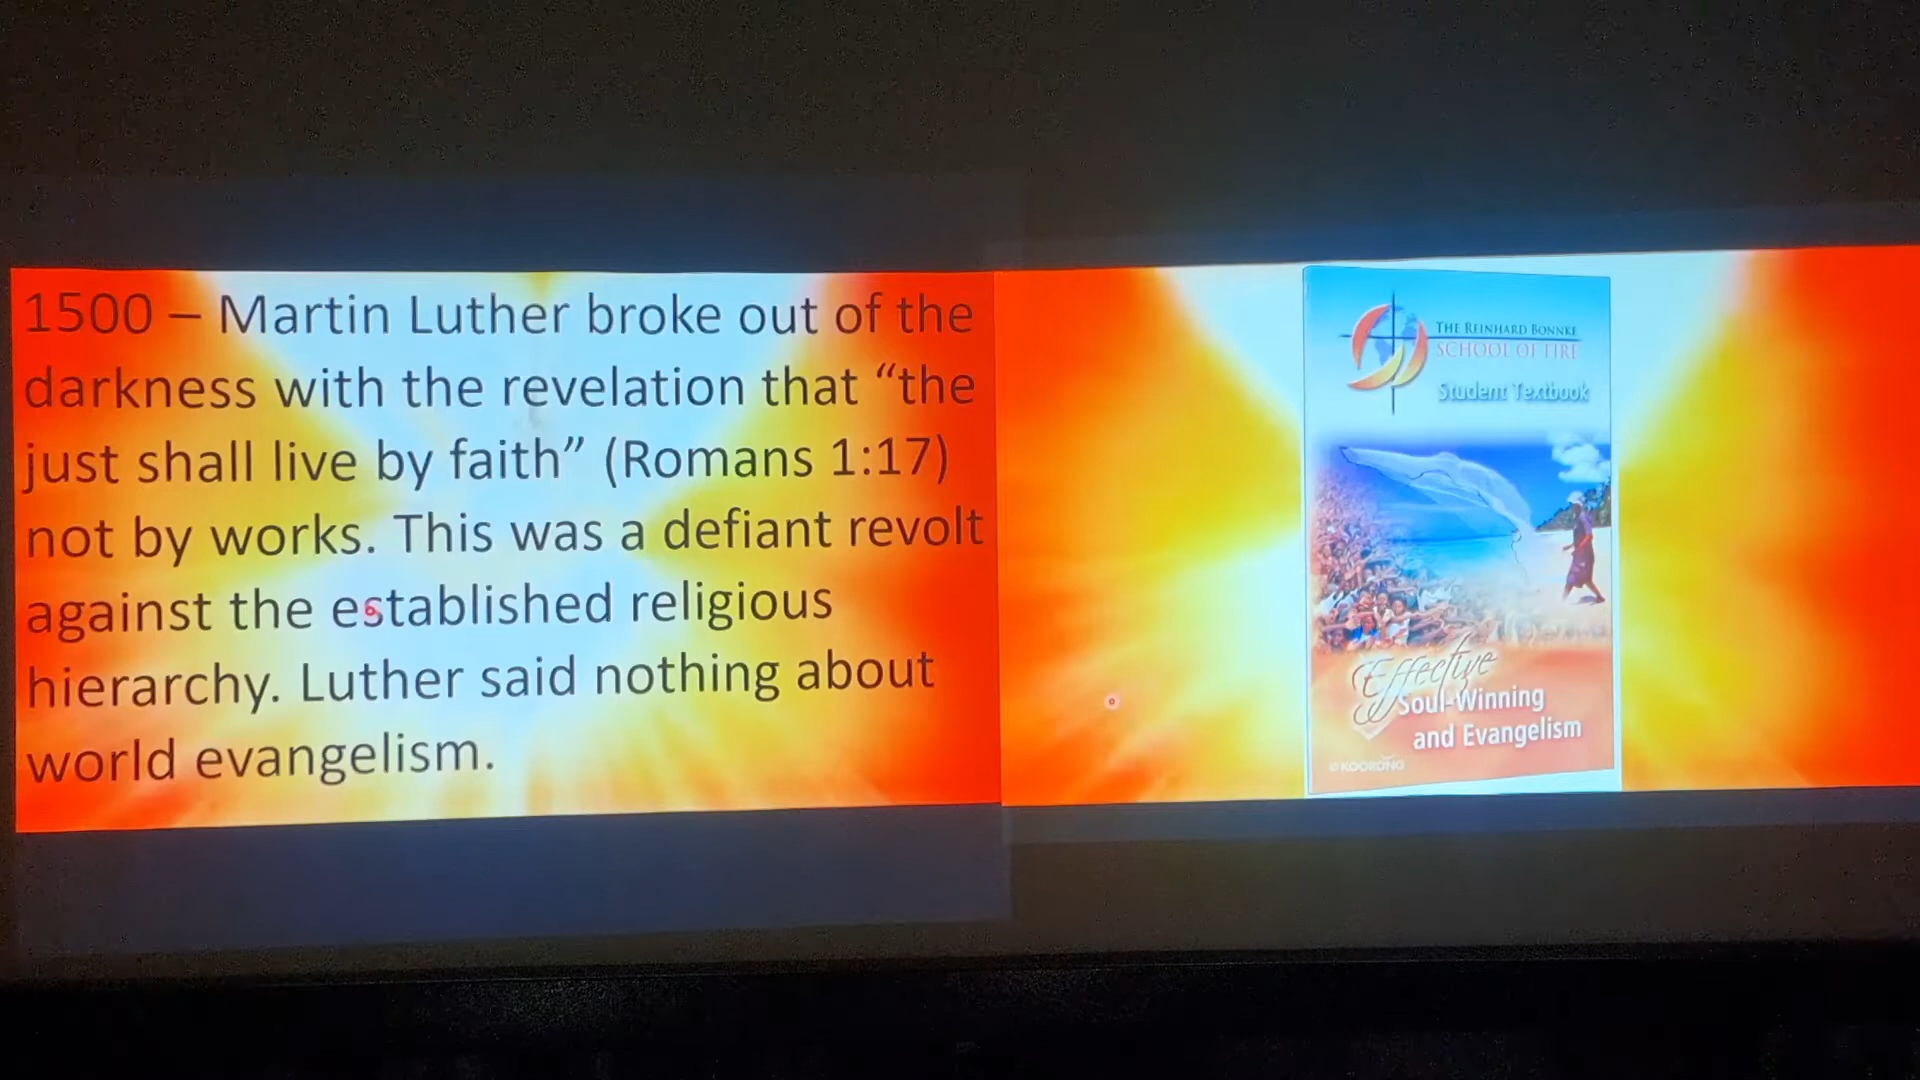 1500 – Martin Luther broke out of the
darkness with the revelation that “the
just shall live by faith” (Romans 1:17)
not by works. This was a defiant revolt
against the established religious
hierarchy. Luther said nothing about
world evangelism.
THE REINHARD BONNKE
SCHOOL OF FIRE
Student Textbook
Effective
Soul-Winning
and Evangelism
KOORONG